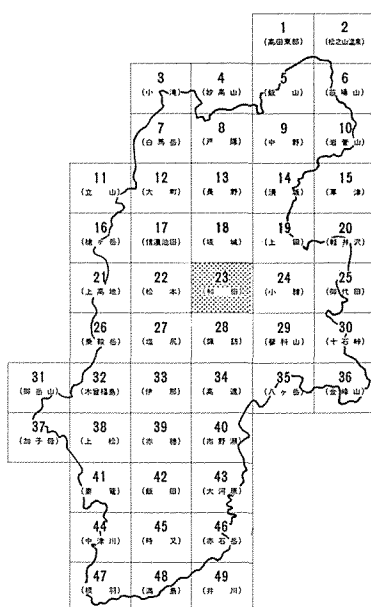 1 2
(高田東部) (松之山温泉)
3 4 5 6
(小滝) (妙高山) (飯山) (苗場山)
7 8 9 10
(白馬岳) (戸隠) (中野) (岩菅山)
11 12 13 14 15
(立山) (大町) (長野) (須坂) (草津)
16 17 18 19 20
(槍ヶ岳) (信濃池田) (坂城) (上田) (軽井沢)
21 22 23 24 25
(上高地) (松本) (和田) (小諸) (御代田)
26 27 28 29 30
(乗鞍岳) (塩尻) (諏訪) (蓼科山) (十石峠)
31 32 33 34 35 36
(御岳山) (木曽福島) (伊那) (高遠) (八ヶ岳) (金峰山)
37 38 39 40
(加子母) (上松) (赤穂) (市野瀬)
41 42 43
(妻籠) (飯田) (大河原)
44 45 46
(中津川) (時又) (赤石岳)
47 48 49
(根羽) (満島) (井川)